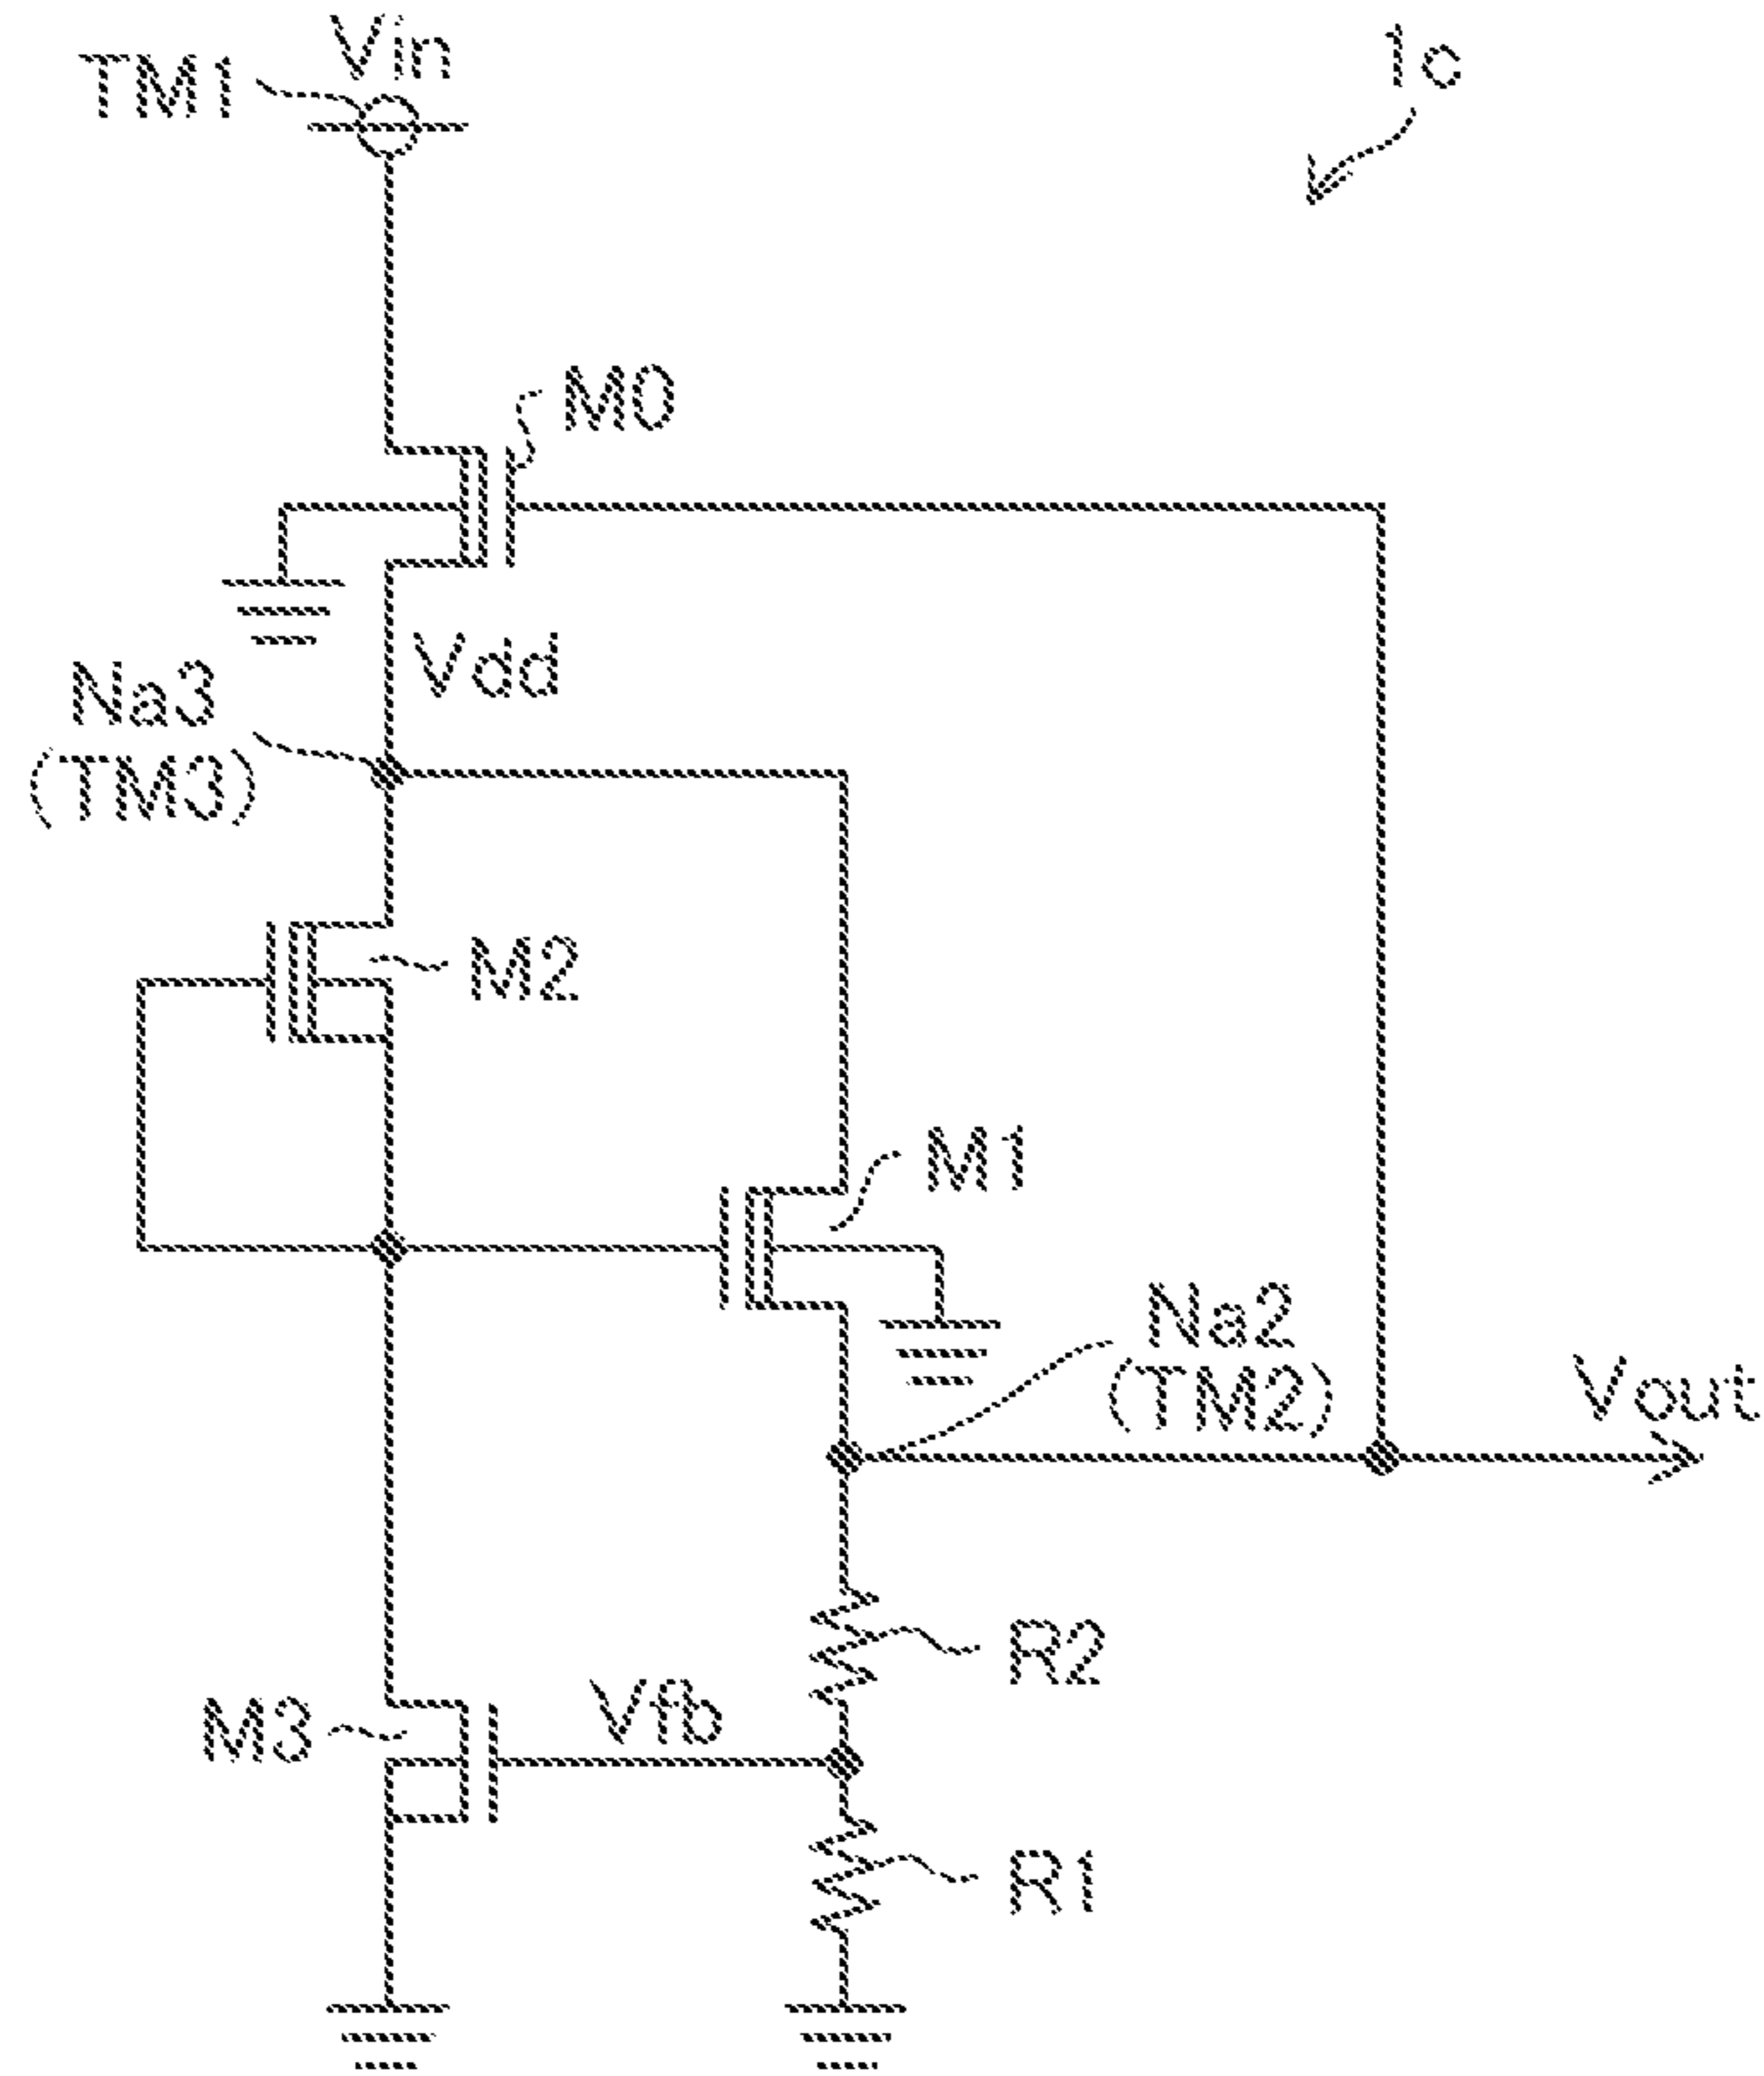 Vin
TM1
1c
M0
Vdd
Na3
(TM3)
M2
M1
Na2
(TM2)
Vout
R2
Vfb
M3
R1